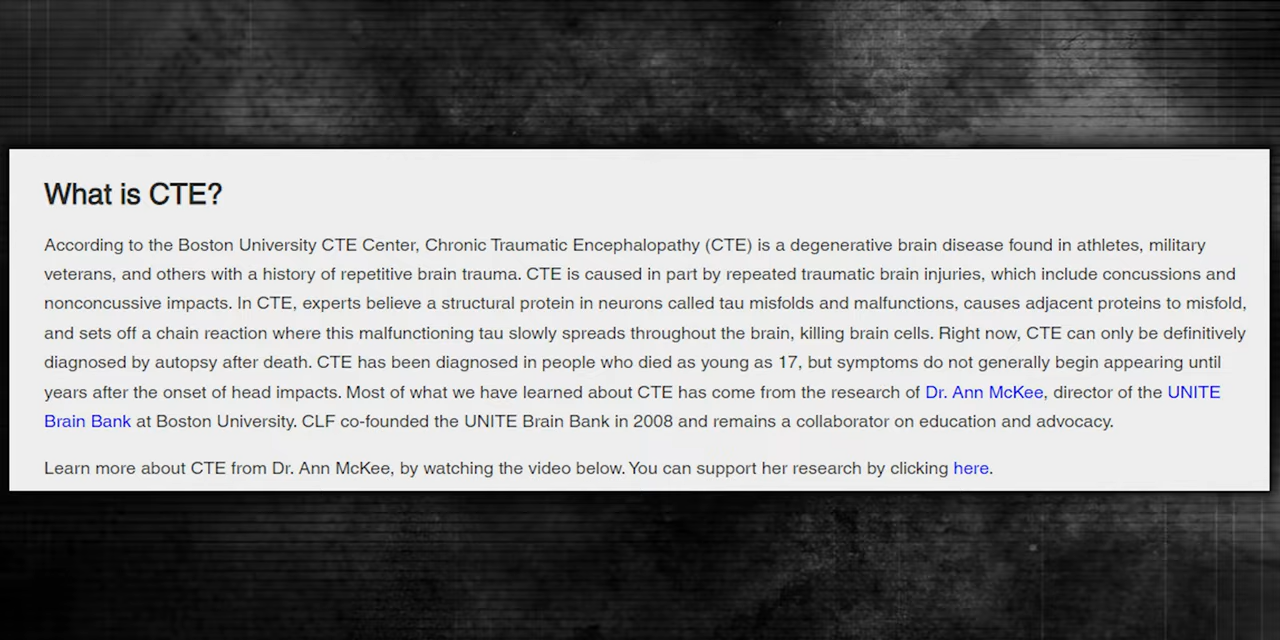 What is CTE?
According to the Boston University CTE Center, Chronic Traumatic Encephalopathy (CTE) is a degenerative brain disease found in athletes, military
veterans, and others with a history of repetitive brain trauma. CTE is caused in part by repeated traumatic brain injuries, which include concussions and
nonconcussive impacts. In CTE, experts believe a structural protein in neurons called tau misfolds and malfunctions, causes adjacent proteins to misfold,
and sets off a chain reaction where this malfunctioning tau slowly spreads throughout the brain, killing brain cells. Right now, CTE can only be definitively
diagnosed by autopsy after death. CTE has been diagnosed in people who died as young as 17, but symptoms do not generally begin appearing until
years after the onset of head impacts. Most of what we have learned about CTE has come from the research of Dr. Ann McKee, director of the UNITE
Brain Bank at Boston University. CLF co-founded the UNITE Brain Bank in 2008 and remains a collaborator on education and advocacy.
Learn more about CTE from Dr. Ann McKee, by watching the video below. You can support her research by clicking here.